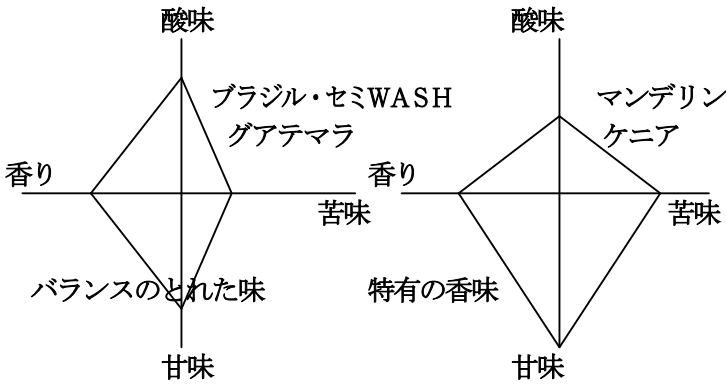 酸味
ブラジル・セミWASH
グアテマラ
香り
苦味
バランスのとれた味
甘味
酸味
マンデリン
ケニア
香り
苦味
特有の香味
甘味